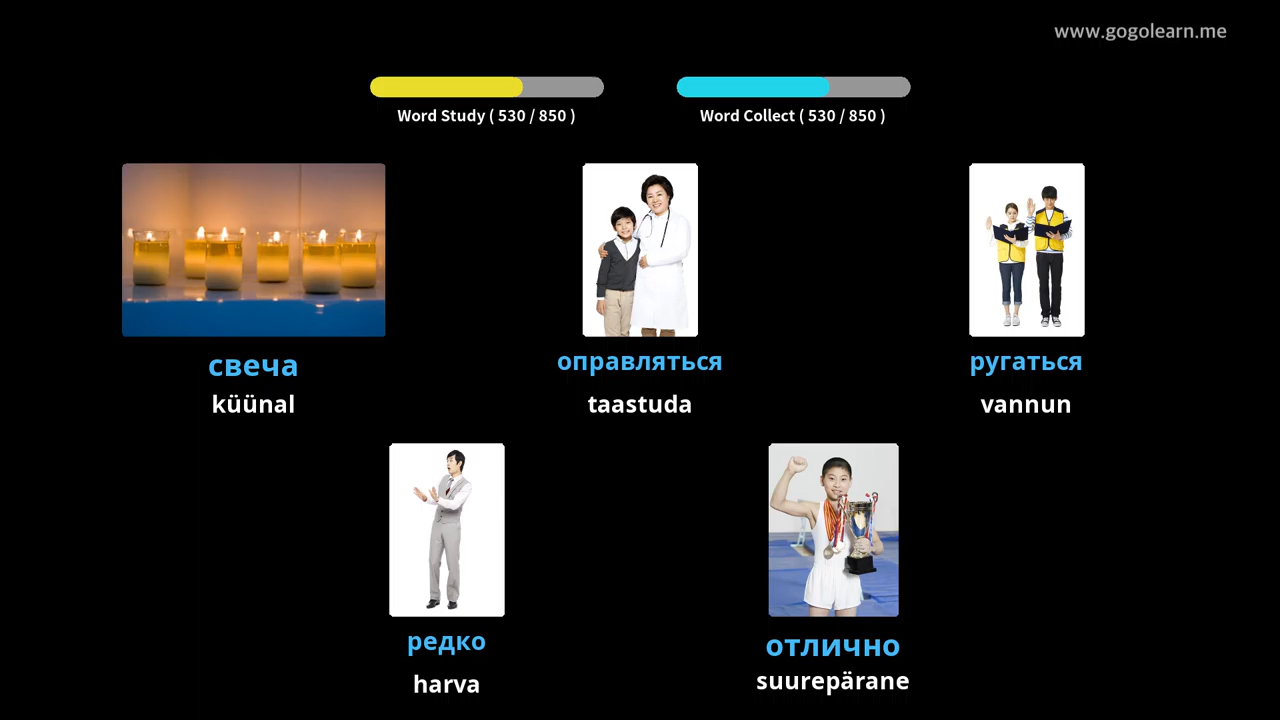 www.gogolearn.me
Word Study ( 530 / 850 )
Word Collect ( 530 / 850 )
свеча
küünal
оправляться
taastuda
ругаться
vannun
редко
harva
отлично
suurepärane